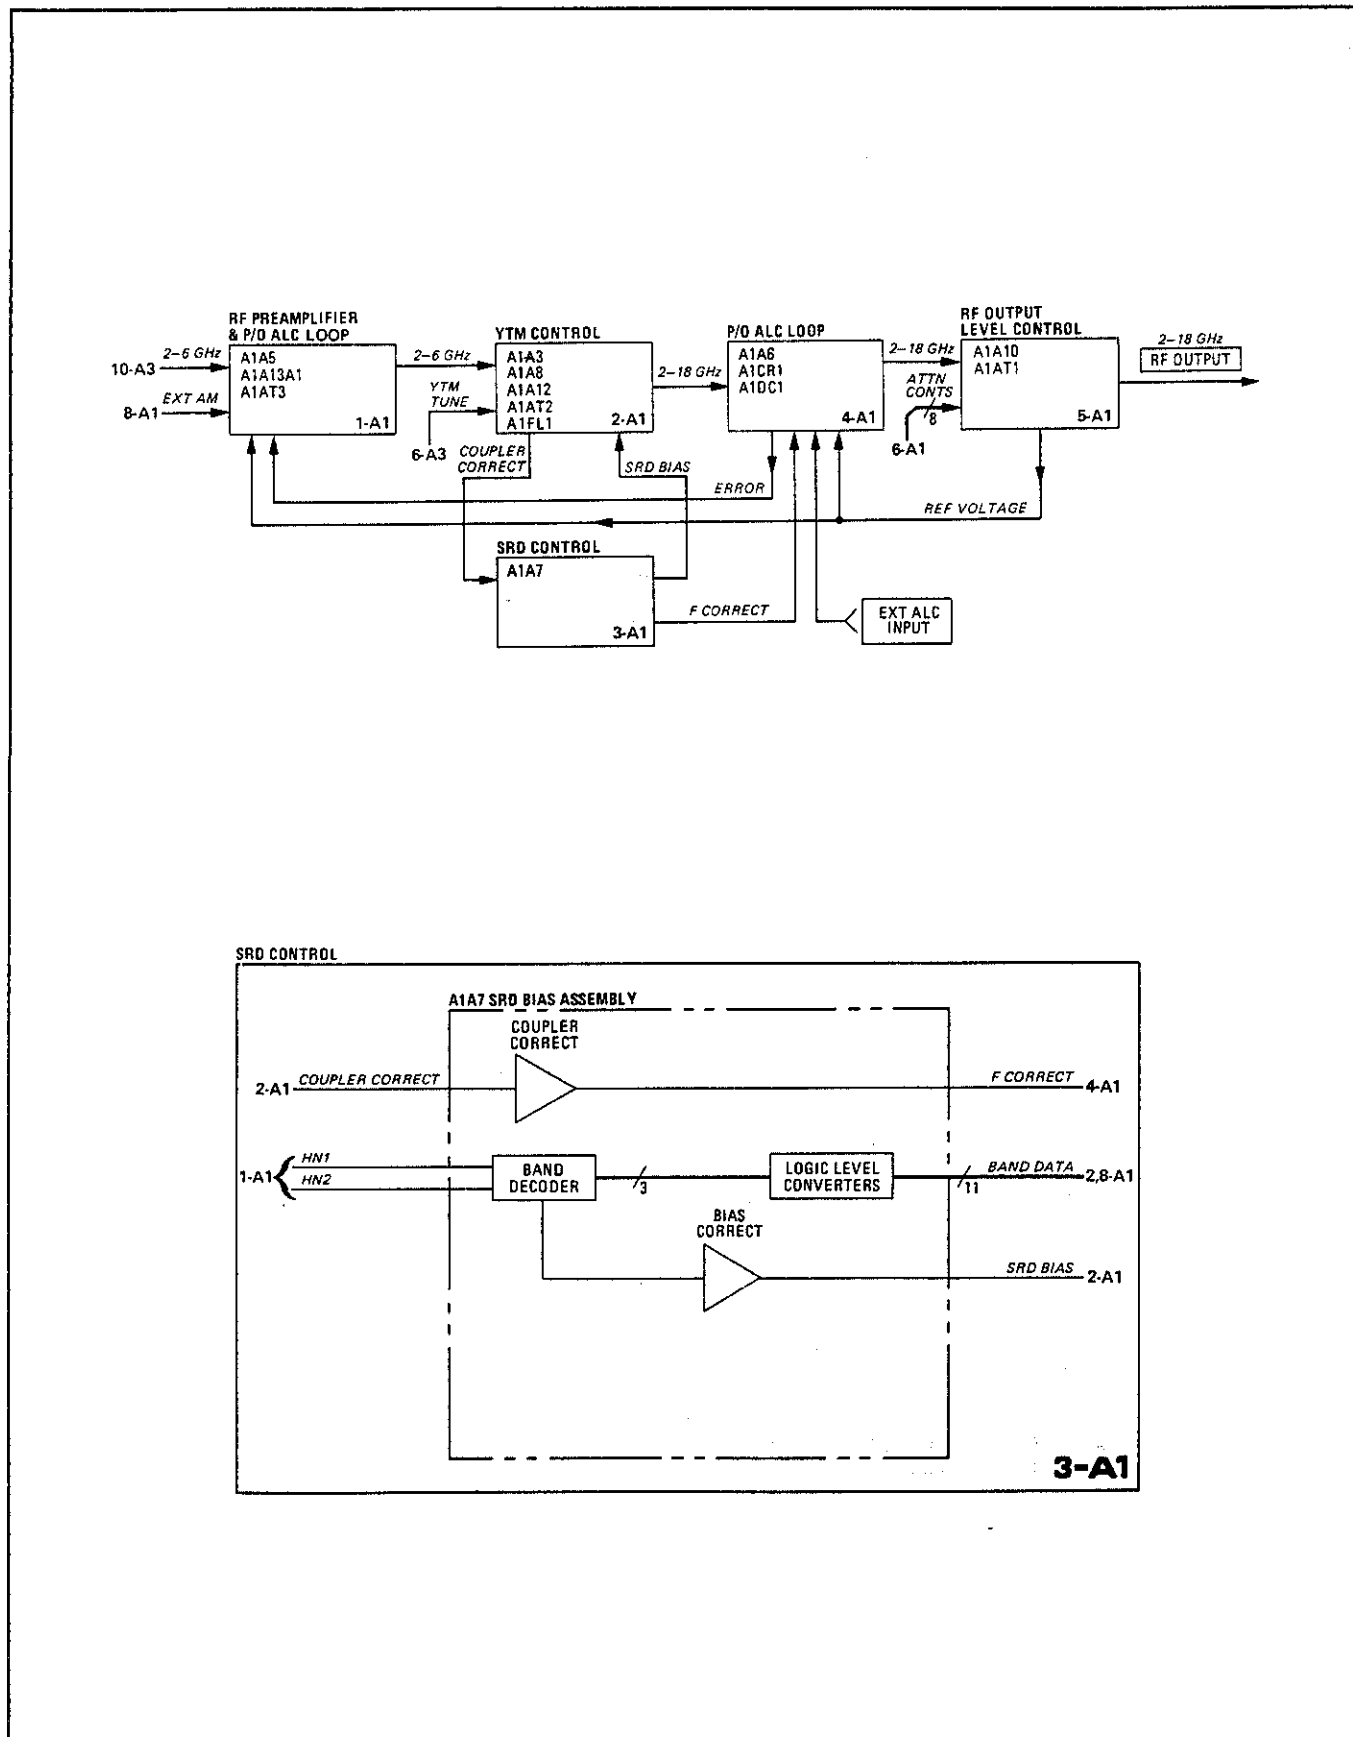 RF PREAMPLIFIER
& P/O ALC LOOP
2–6 GHz
10-A3
EXT AM
8-A1
A1A5
A1A13A1
A1AT3
1-A1
2–6 GHz
YTM
TUNE
6-A3
YTM CONTROL
A1A3
A1A8
A1A12
A1AT2
A1FL1
2-A1
COUPLER
CORRECT
SRD BIAS
2–18 GHz
P/O ALC LOOP
A1A6
A1CR1
A1DC1
4-A1
2–18 GHz
ATTN
CONTS
8
6-A1
RF OUTPUT
LEVEL CONTROL
A1A10
A1AT1
5-A1
2–18 GHz
RF OUTPUT
ERROR
REF VOLTAGE
SRD CONTROL
A1A7
3-A1
F CORRECT
EXT ALC
INPUT
SRD CONTROL
A1A7 SRD BIAS ASSEMBLY
COUPLER
CORRECT
2-A1 COUPLER CORRECT
F CORRECT 4-A1
HN1
1-A1
HN2
BAND
DECODER
3
LOGIC LEVEL
CONVERTERS
11
BAND DATA 2,8-A1
BIAS
CORRECT
SRD BIAS 2-A1
3-A1